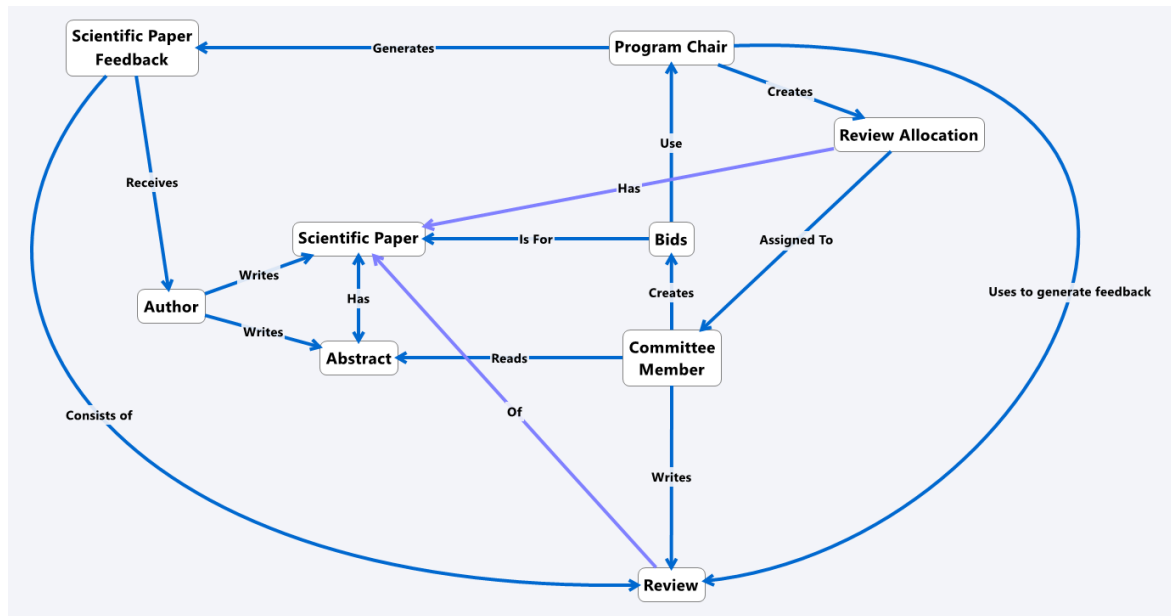 Scientific Paper
Feedback
Generates
Program Chair
Creates
Review Allocation
Use
Receives
Has
Scientific Paper
Is For
Bids
Assigned To
Writes
Has
Creates
Uses to generate feedback
Author
Writes
Abstract
Reads
Committee
Member
Of
Consists of
Writes
Review